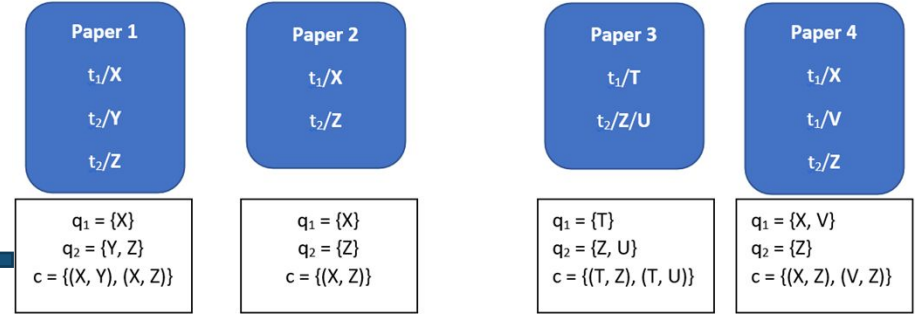 Paper 1
t₁/X
t₂/Y
t₂/Z
q₁ = {X}
q₂ = {Y, Z}
c = {(X, Y), (X, Z)}
Paper 2
t₁/X
t₂/Z
q₁ = {X}
q₂ = {Z}
c = {(X, Z)}
Paper 3
t₁/T
t₂/Z/U
q₁ = {T}
q₂ = {Z, U}
c = {(T, Z), (T, U)}
Paper 4
t₁/X
t₁/V
t₂/Z
q₁ = {X, V}
q₂ = {Z}
c = {(X, Z), (V, Z)}